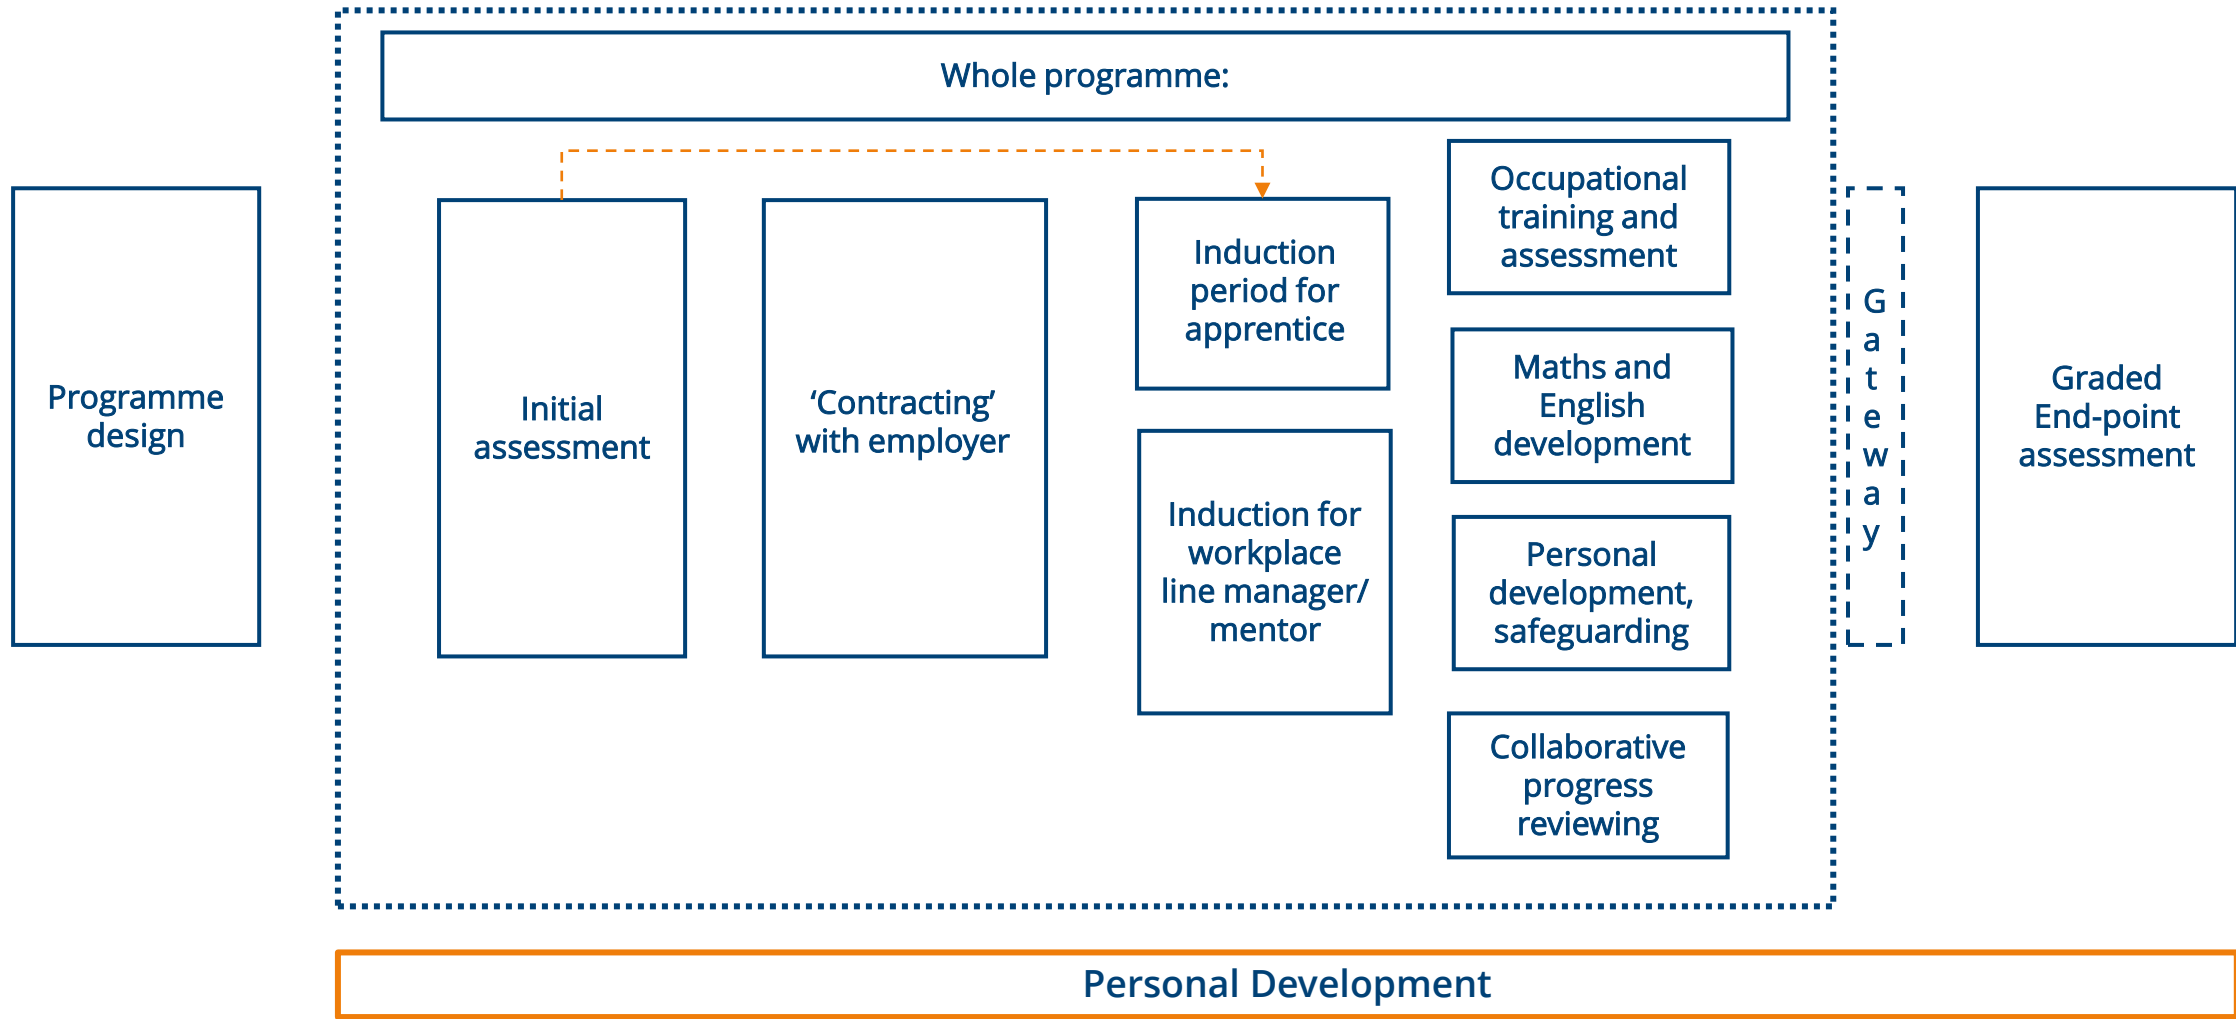 Whole programme:
Programme
design
Initial
assessment
‘Contracting’
with employer
Induction
period for
apprentice
Induction for
workplace
line manager/
mentor
Occupational
training and
assessment
Maths and
English
development
Personal
development,
safeguarding
Collaborative
progress
reviewing
G
a
t
e
w
a
y
Graded
End-point
assessment
Personal Development